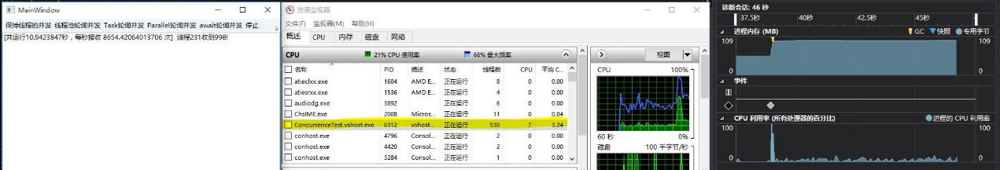 MainWindow
保持线程的并发 线程池轮询并发 Task轮询并发 Parallel轮询并发 await轮询并发 停止
[共运行10.9423847秒，每秒接收 8654.42064013706 次] 线程231收到998!
资源监视器
文件(F) 监视器(M) 帮助(H)
概述 CPU 内存 磁盘 网络
CPU 21% CPU 使用率 66% 最大频率
名称 PID 描述 状态 线程数 CPU 平均 C...
atieclxx.exe 1604 AMD E... 正在运行 8 0 0.00
atiesrxx.exe 1536 AMD E... 正在运行 4 0 0.00
audiodg.exe 3892 正在运行 6 0 0.00
ChsIME.exe 2008 Micros... 正在运行 11 0 0.04
ConcurrenceTest.vshost.exe 6312 vshost... 正在运行 530 7 3.24
conhost.exe 4796 Consol... 正在运行 2 0 0.00
conhost.exe 4420 Consol... 正在运行 2 0 0.00
conhost.exe 3284 Consol... 正在运行 1 0 0.00
视图
CPU 100%
60 秒 0%
磁盘 100 千字节/秒
诊断会话: 46 秒
37.5秒 40秒 42.5秒 45秒
进程内存 (MB) GC 快照 专用字节
109 109
0 0
事件
CPU 利用率 (所有处理器的百分比) 进程的 CPU 利用率
100 100
0 0